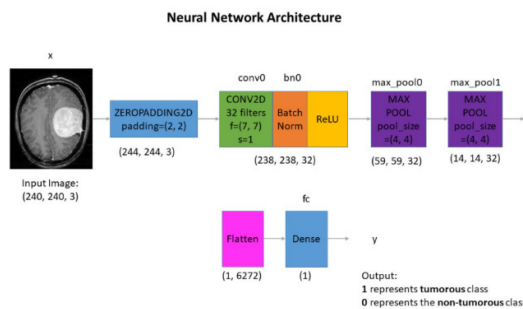 Neural Network Architecture
x
conv0
bn0
max_pool0
max_pool1
ZEROPADDING2D
padding=(2, 2)
CONV2D
32 filters
f=(7, 7)
s=1
Batch
Norm
ReLU
MAX
POOL
pool_size
=(4, 4)
MAX
POOL
pool_size
=(4, 4)
(244, 244, 3)
(238, 238, 32)
(59, 59, 32)
(14, 14, 32)
Input Image:
(240, 240, 3)
fc
Flatten
Dense
y
(1, 6272)
(1)
Output:
1 represents tumorous class
0 represents the non-tumorous clas